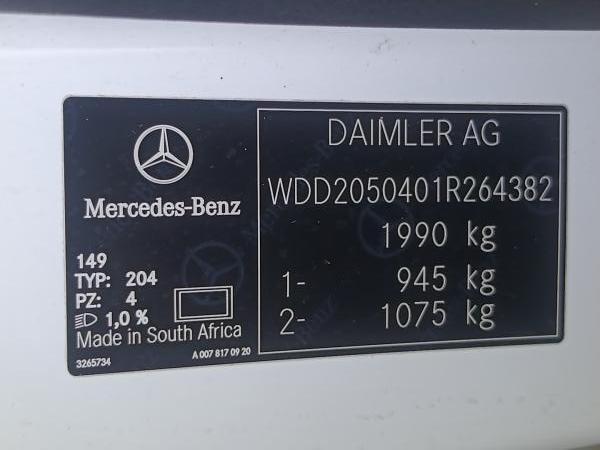 Mercedes-Benz
149
TYP: 204
PZ: 4
1,0 %
Made in South Africa
3265734
A 007 817 09 20
DAIMLER AG
WDD2050401R264382
1990 kg
1- 945 kg
2- 1075 kg